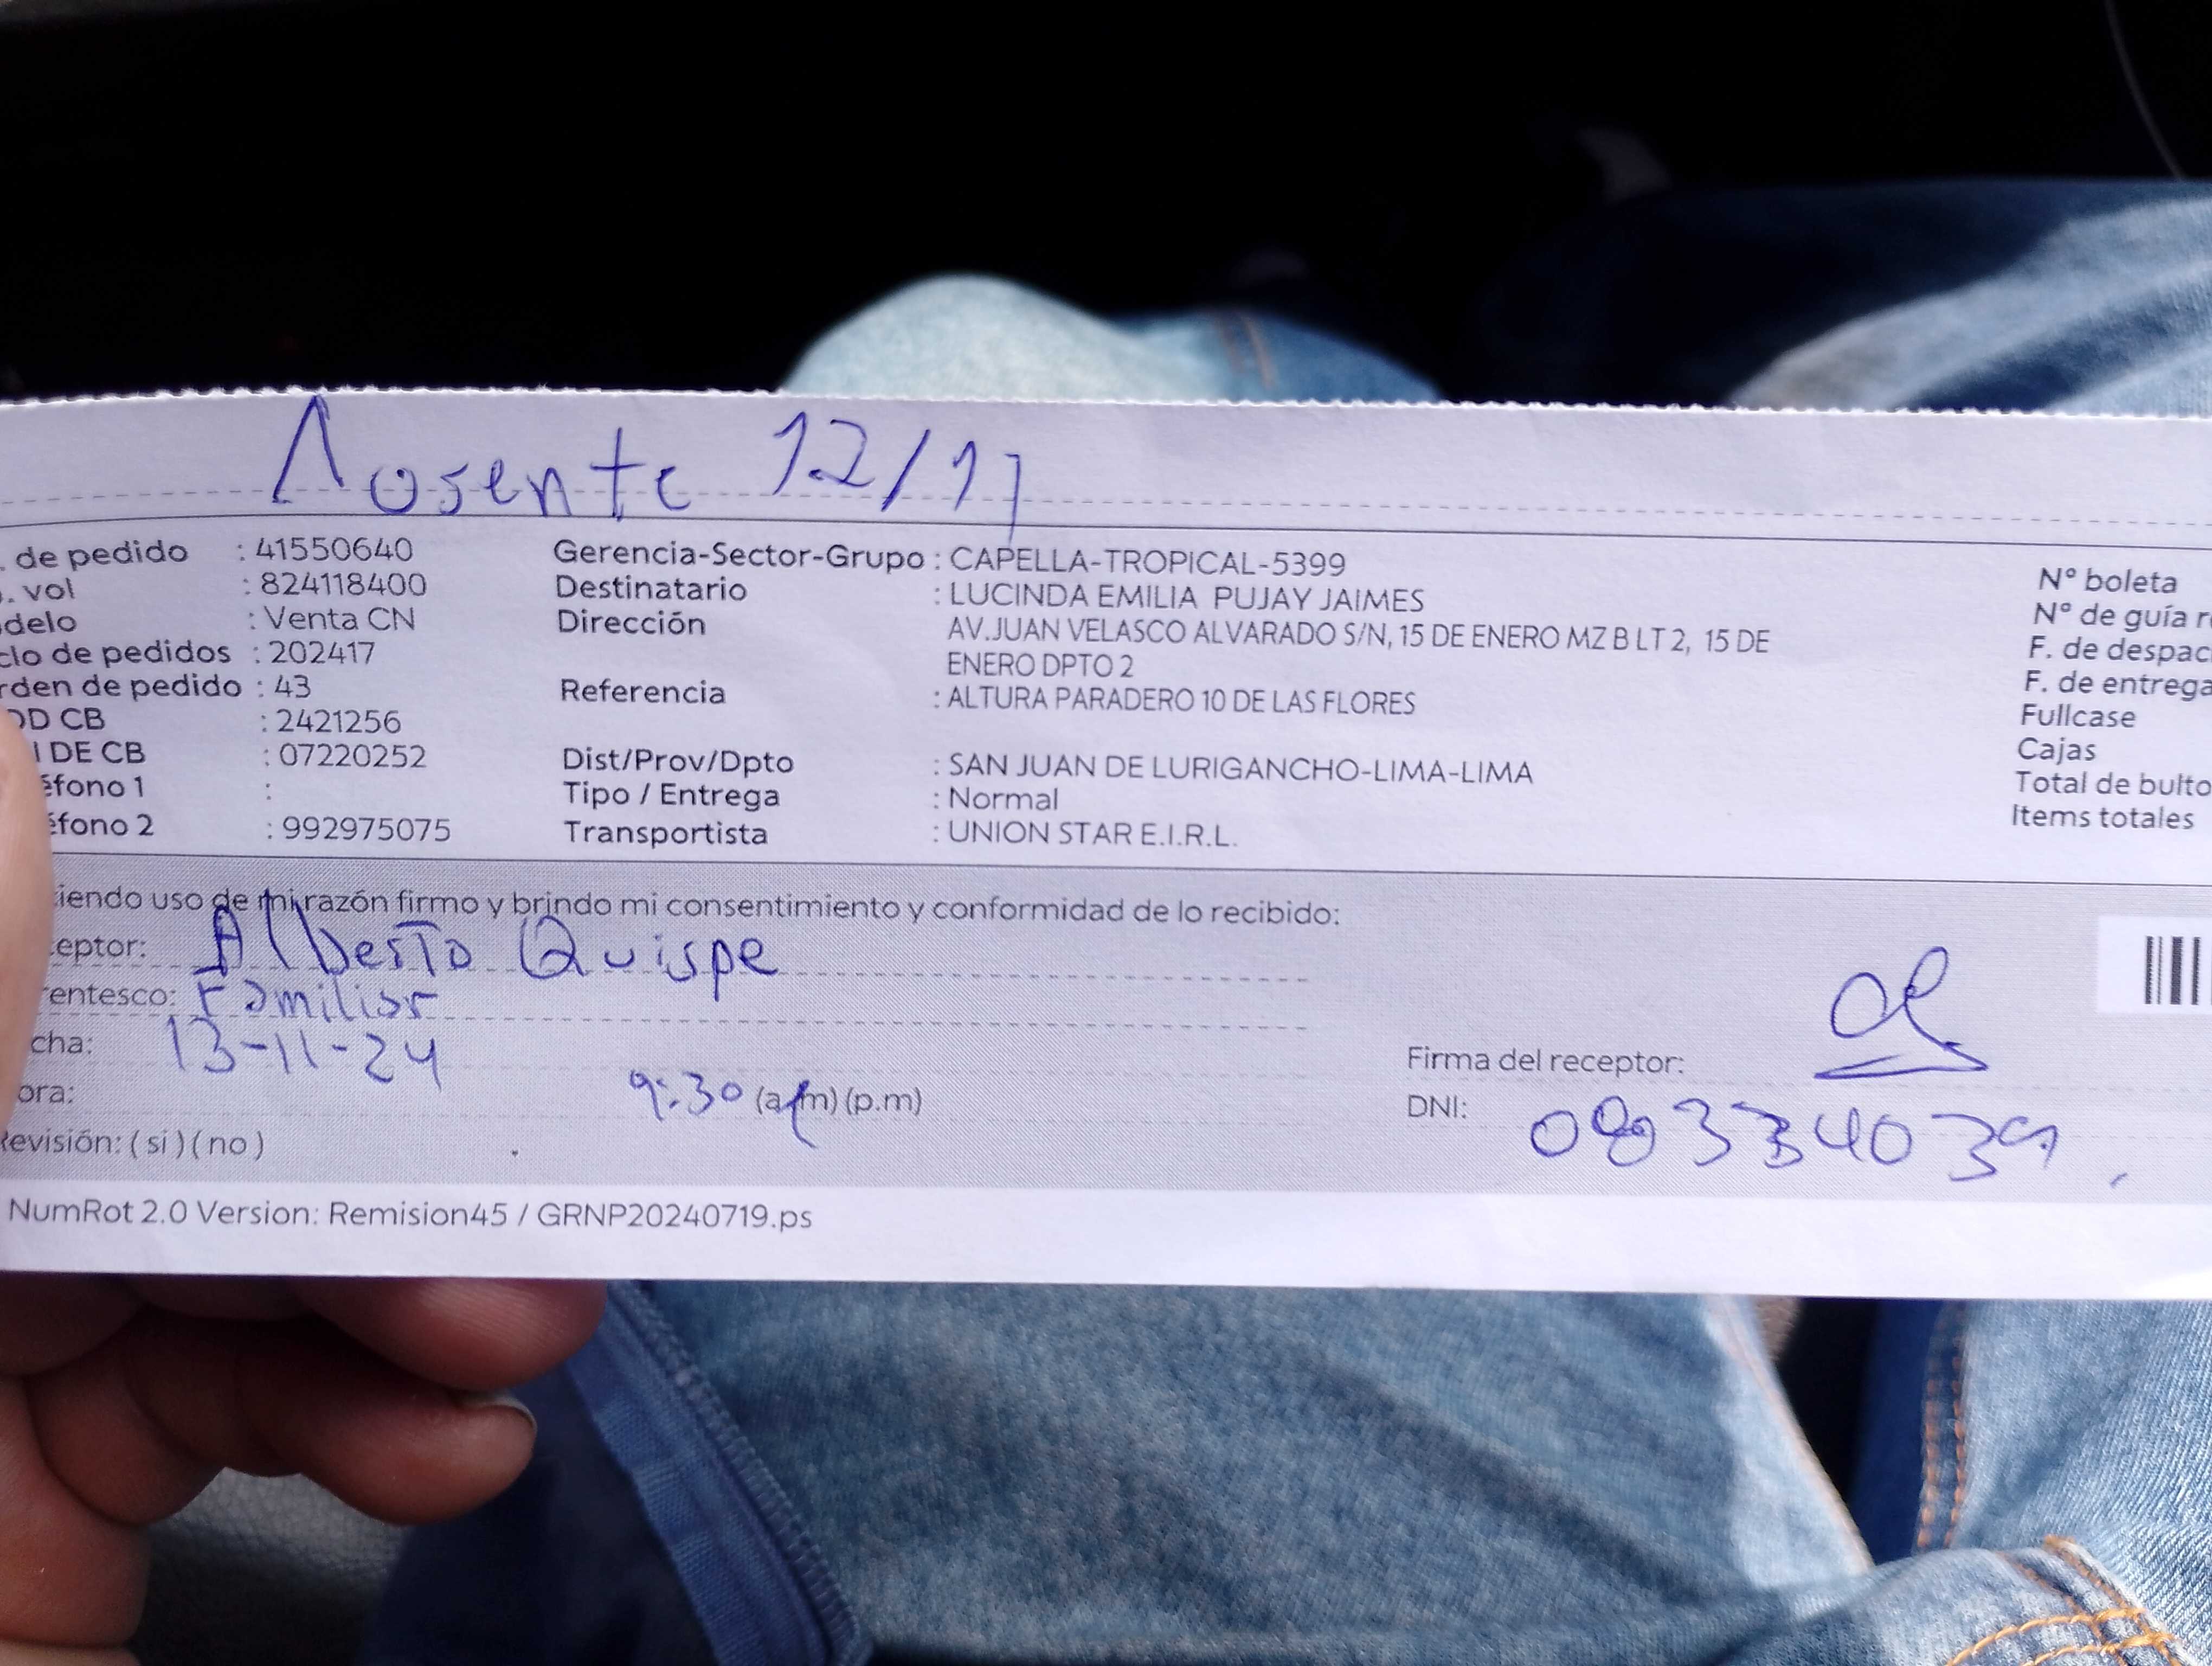 Ausente 12/11
. de pedido : 41550640
. vol : 824118400
delo : Venta CN
clo de pedidos : 202417
rden de pedido : 43
OD CB : 2421256
I DE CB : 07220252
éfono 1 :
éfono 2 : 992975075
Gerencia-Sector-Grupo : CAPELLA-TROPICAL-5399
Destinatario : LUCINDA EMILIA PUJAY JAIMES
Dirección AV.JUAN VELASCO ALVARADO S/N, 15 DE ENERO MZ B LT 2, 15 DE
ENERO DPTO 2
Referencia : ALTURA PARADERO 10 DE LAS FLORES
Dist/Prov/Dpto : SAN JUAN DE LURIGANCHO-LIMA-LIMA
Tipo / Entrega : Normal
Transportista : UNION STAR E.I.R.L.
N° boleta
N° de guía r
F. de despac
F. de entrega
Fullcase
Cajas
Total de bulto
Items totales
iendo uso de mi razón firmo y brindo mi consentimiento y conformidad de lo recibido:
eptor: Alberto Quispe
rentesco: Familiar
cha: 13-11-24
ora: 9:30 (a.m) (p.m)
Revisión: ( si ) ( no )
Firma del receptor:
DNI:
NumRot 2.0 Version: Remision45 / GRNP20240719.ps